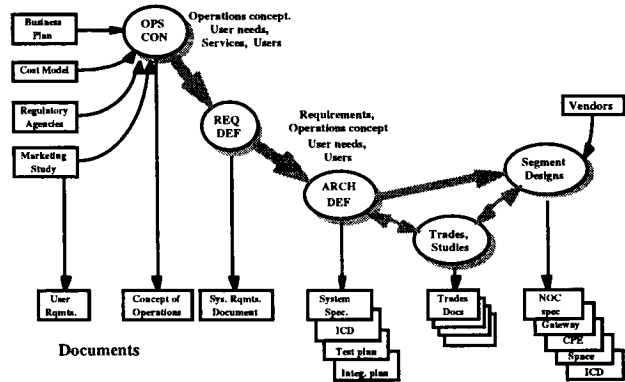 Business
Plan
Cost Model
Regulatory
Agencies
Marketing
Study
OPS
CON
Operations concept.
User needs,
Services, Users
REQ
DEF
Requirements,
Operations concept
User needs,
Users
ARCH
DEF
Trades,
Studies
Segment
Designs
Vendors
User
Rqmts.
Concept of
Operations
Sys. Rqmts.
Document
System
Spec.
ICD
Test plan
Integ. plan
Trades
Docs
NOC
spec
Gateway
CPE
Space
ICD
Documents